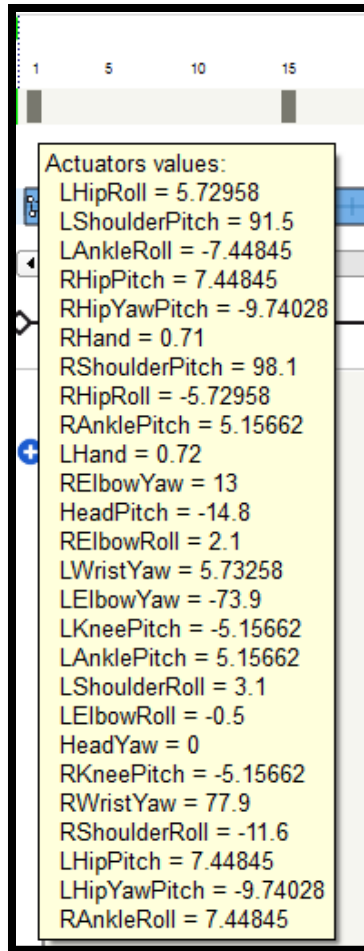 1 5 10 15
Actuators values:
LHipRoll = 5.72958
LShoulderPitch = 91.5
LAnkleRoll = -7.44845
RHipPitch = 7.44845
RHipYawPitch = -9.74028
RHand = 0.71
RShoulderPitch = 98.1
RHipRoll = -5.72958
RAnklePitch = 5.15662
LHand = 0.72
RElbowYaw = 13
HeadPitch = -14.8
RElbowRoll = 2.1
LWristYaw = 5.73258
LElbowYaw = -73.9
LKneePitch = -5.15662
LAnklePitch = 5.15662
LShoulderRoll = 3.1
LElbowRoll = -0.5
HeadYaw = 0
RKneePitch = -5.15662
RWristYaw = 77.9
RShoulderRoll = -11.6
LHipPitch = 7.44845
LHipYawPitch = -9.74028
RAnkleRoll = 7.44845